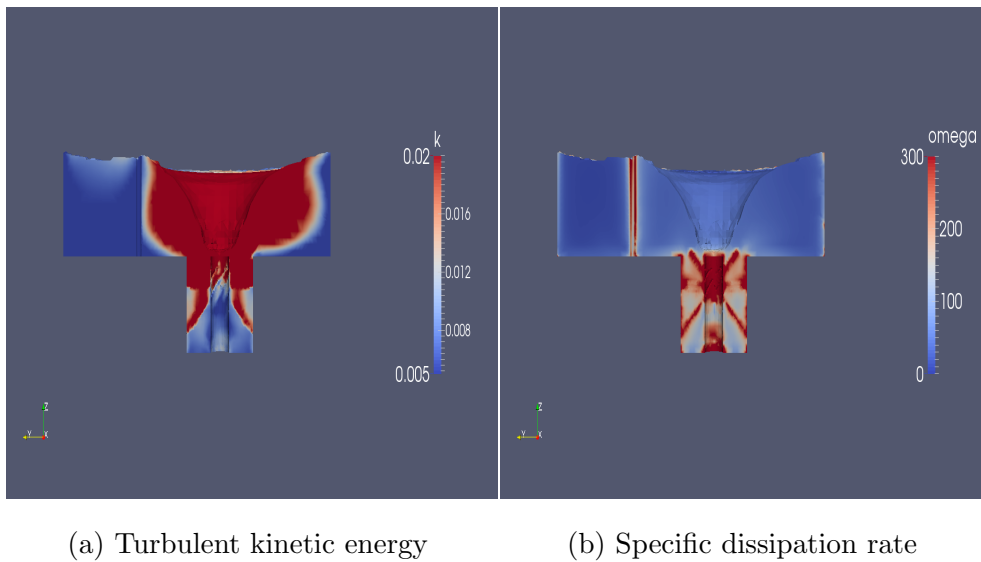 k
0.02
0.016
0.012
0.008
0.005
Z
Y
X
omega
300
200
100
0
Z
Y
X
(a) Turbulent kinetic energy
(b) Specific dissipation rate